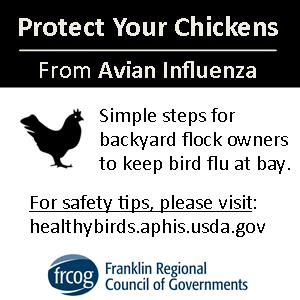 Protect Your Chickens
From Avian Influenza
Simple steps for
backyard flock owners
to keep bird flu at bay.
For safety tips, please visit:
healthybirds.aphis.usda.gov
frcog
Franklin Regional
Council of Governments